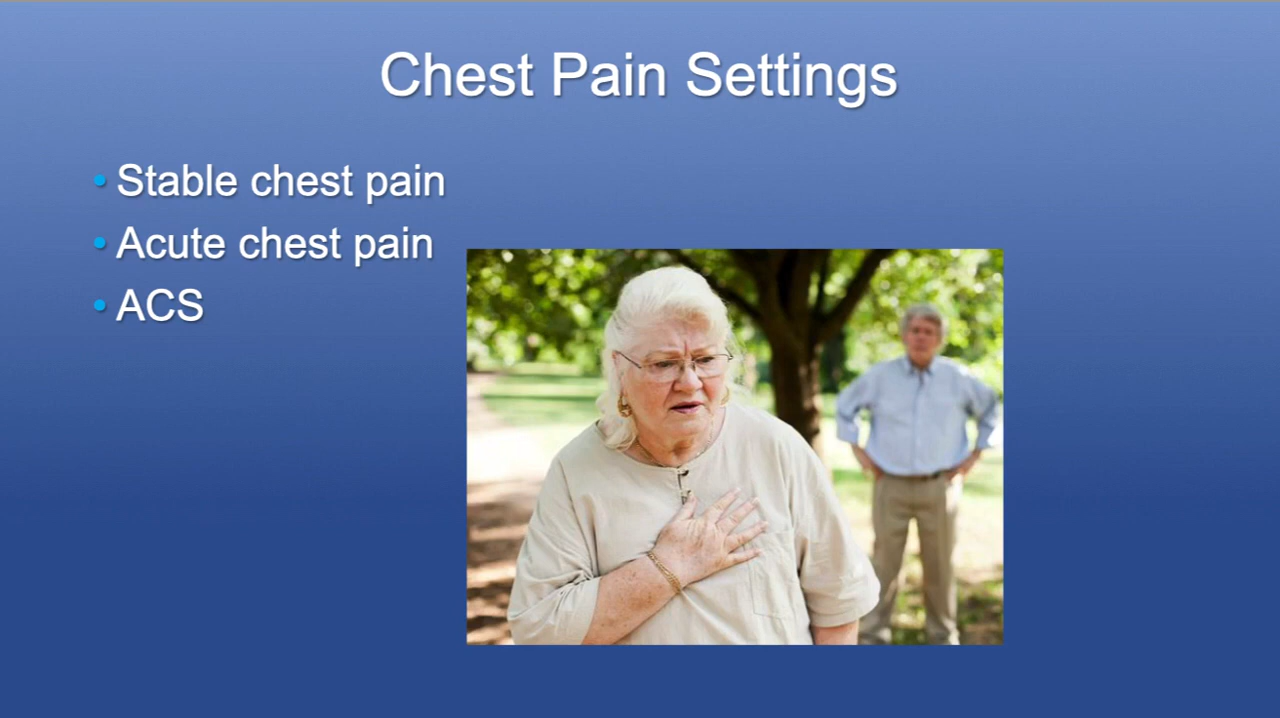 Chest Pain Settings
• Stable chest pain
• Acute chest pain
• ACS